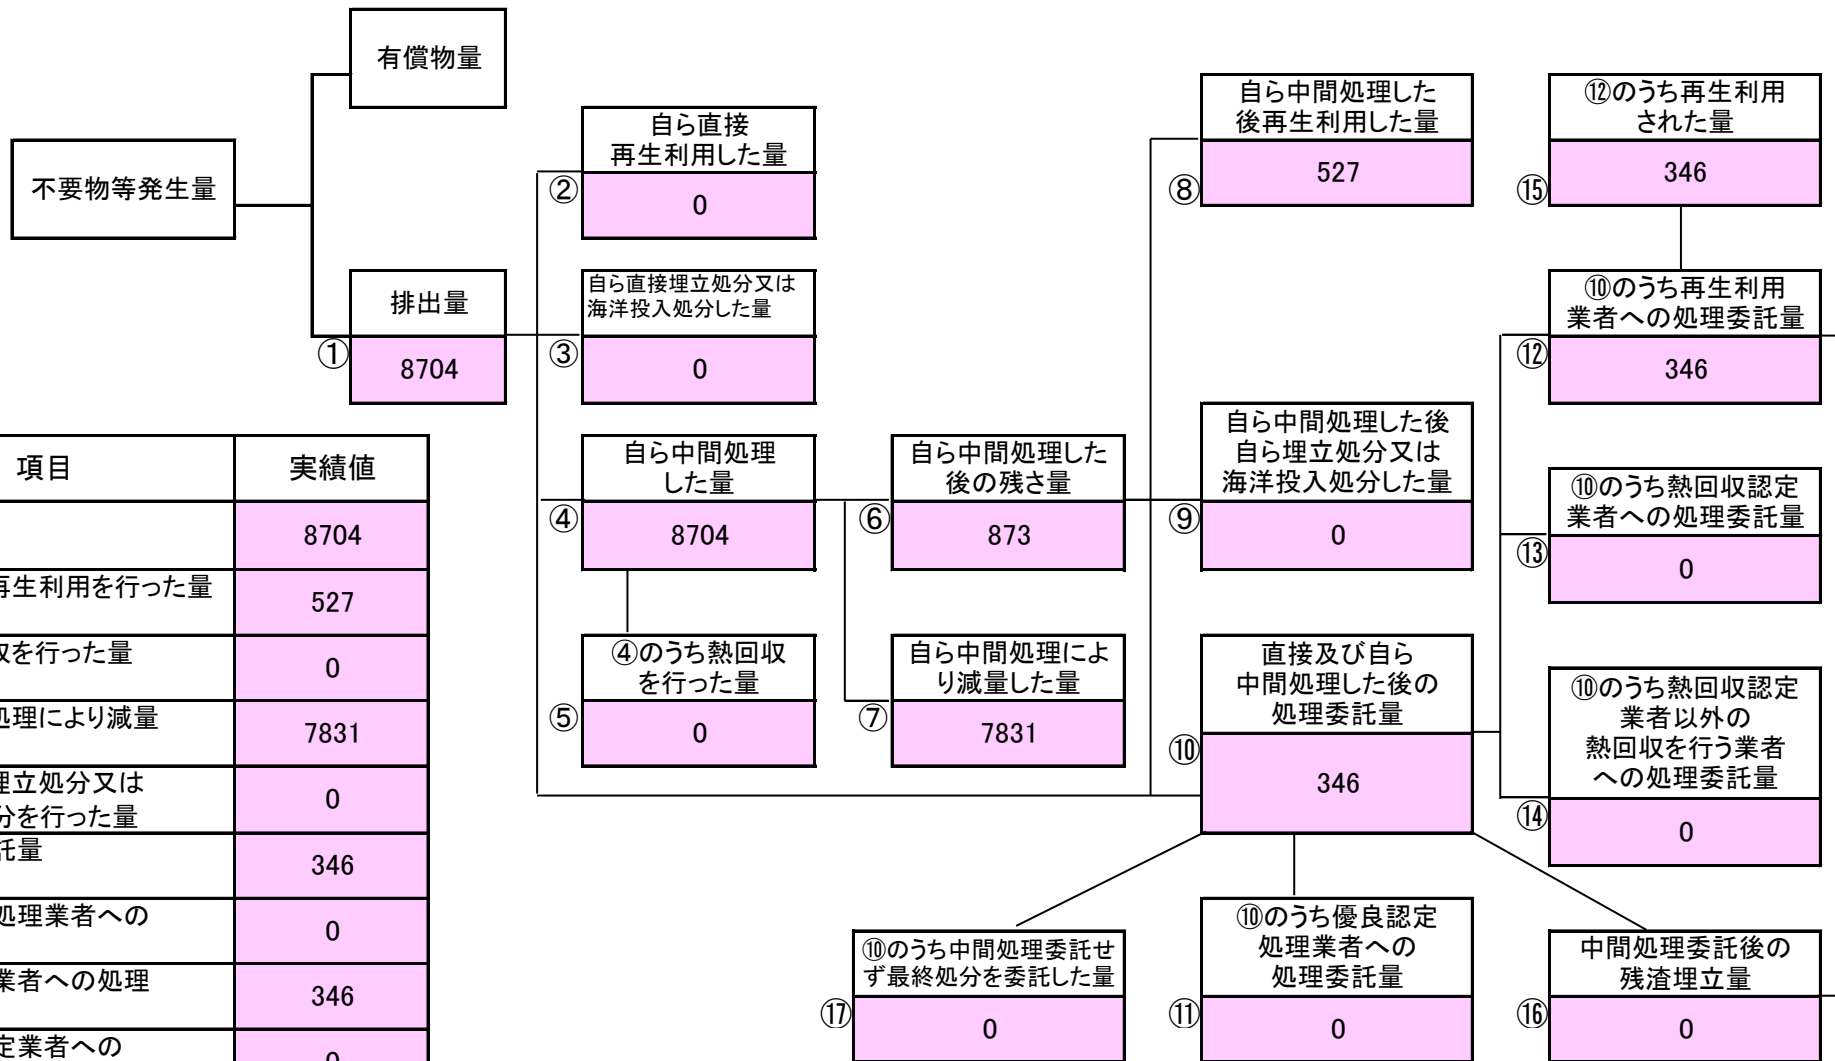 有償物量
不要物等発生量
排出量
①
8704
自ら直接
再生利用した量
②
0
自ら直接埋立処分又は
海洋投入処分した量
③
0
自ら中間処理
した量
④
8704
④のうち熱回収
を行った量
⑤
0
自ら中間処理した
後の残さ量
⑥
873
自ら中間処理によ
り減量した量
⑦
7831
自ら中間処理した
後再生利用した量
⑧
527
自ら中間処理した後
自ら埋立処分又は
海洋投入処分した量
⑨
0
直接及び自ら
中間処理した後の
処理委託量
⑩
346
⑫のうち再生利用
された量
⑮
346
⑩のうち再生利用
業者への処理委託量
⑫
346
⑩のうち熱回収認定
業者への処理委託量
⑬
0
⑩のうち熱回収認定
業者以外の
熱回収を行う業者
への処理委託量
⑭
0
⑩のうち中間処理委託せ
ず最終処分を委託した量
⑰
0
⑩のうち優良認定
処理業者への
処理委託量
⑪
0
中間処理委託後の
残渣埋立量
⑯
0
項目 実績値
8704
再生利用を行った量 527
を行った量 0
処理により減量 7831
埋立処分又は
分を行った量 0
託量 346
処理業者への 0
業者への処理 346
定業者への 0